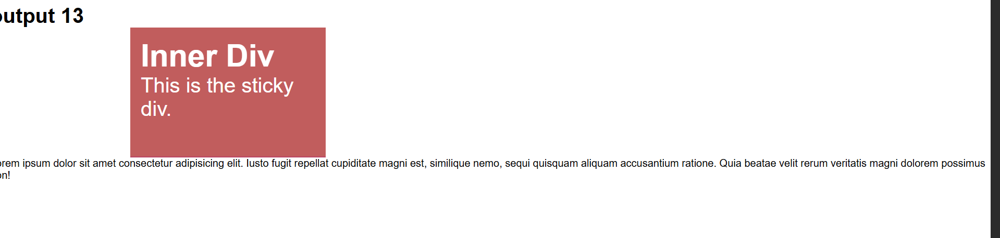 output 13
Inner Div
This is the sticky
div.
orem ipsum dolor sit amet consectetur adipisicing elit. Iusto fugit repellat cupiditate magni est, similique nemo, sequi quisquam aliquam accusantium ratione. Quia beatae velit rerum veritatis magni dolorem possimus
on!